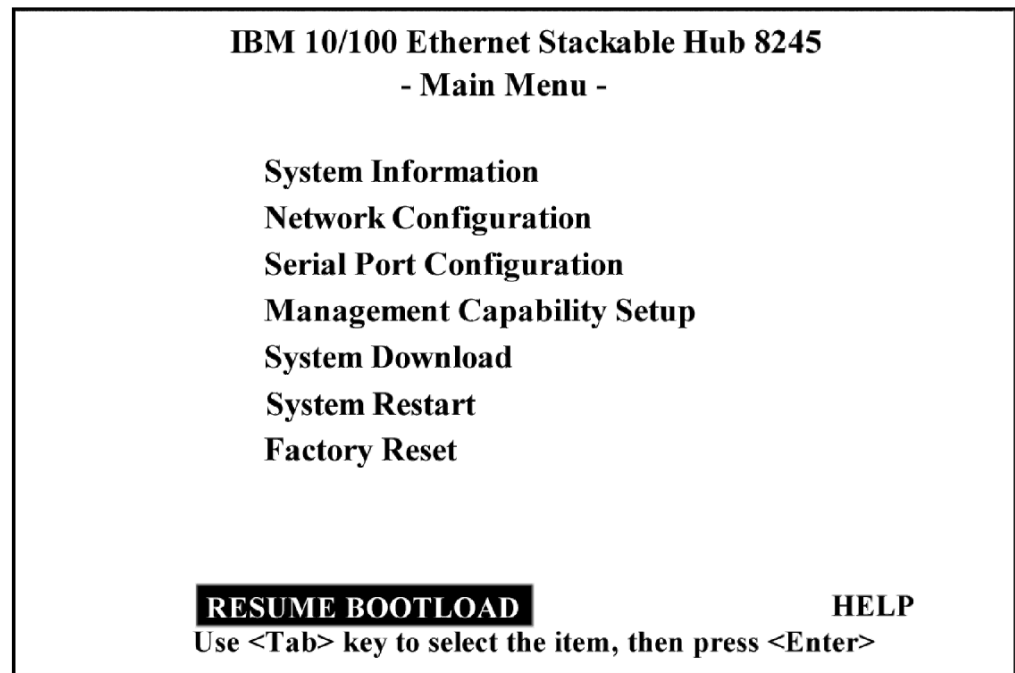 IBM 10/100 Ethernet Stackable Hub 8245
- Main Menu -
System Information
Network Configuration
Serial Port Configuration
Management Capability Setup
System Download
System Restart
Factory Reset
RESUME BOOTLOAD HELP
Use <Tab> key to select the item, then press <Enter>